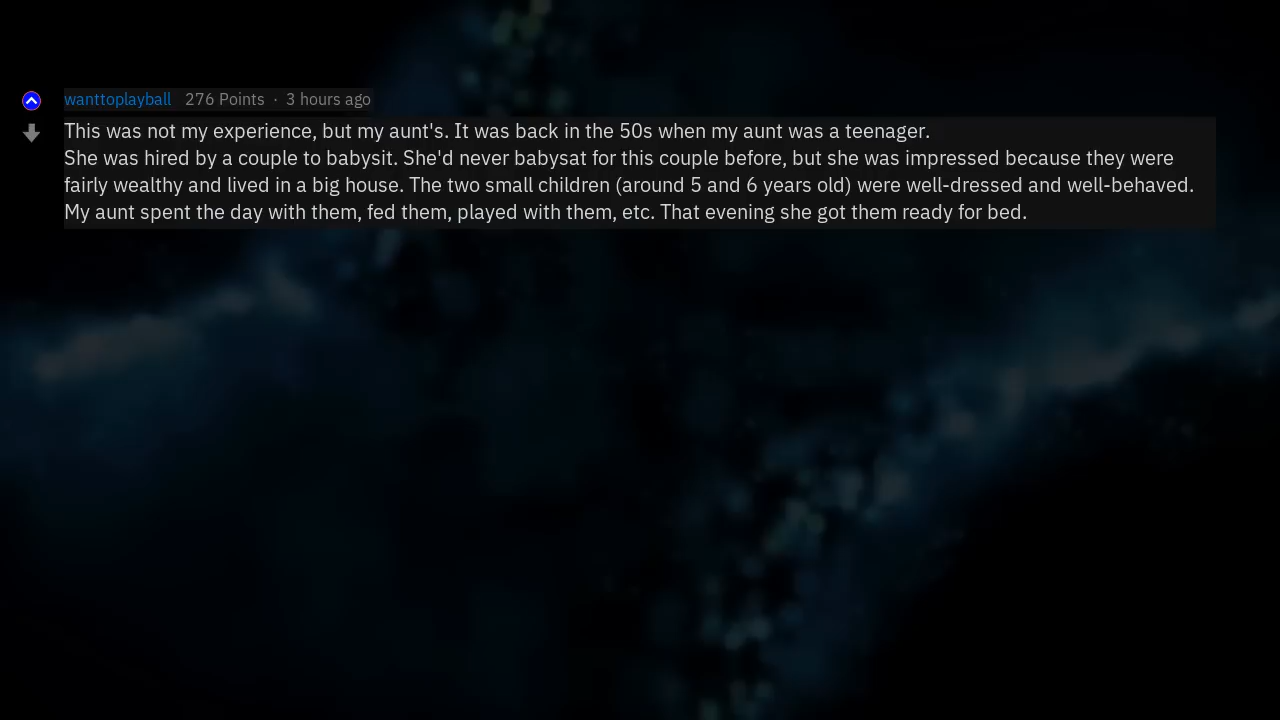 wanttoplayball 276 Points · 3 hours ago
This was not my experience, but my aunt's. It was back in the 50s when my aunt was a teenager.
She was hired by a couple to babysit. She'd never babysat for this couple before, but she was impressed because they were
fairly wealthy and lived in a big house. The two small children (around 5 and 6 years old) were well-dressed and well-behaved.
My aunt spent the day with them, fed them, played with them, etc. That evening she got them ready for bed.